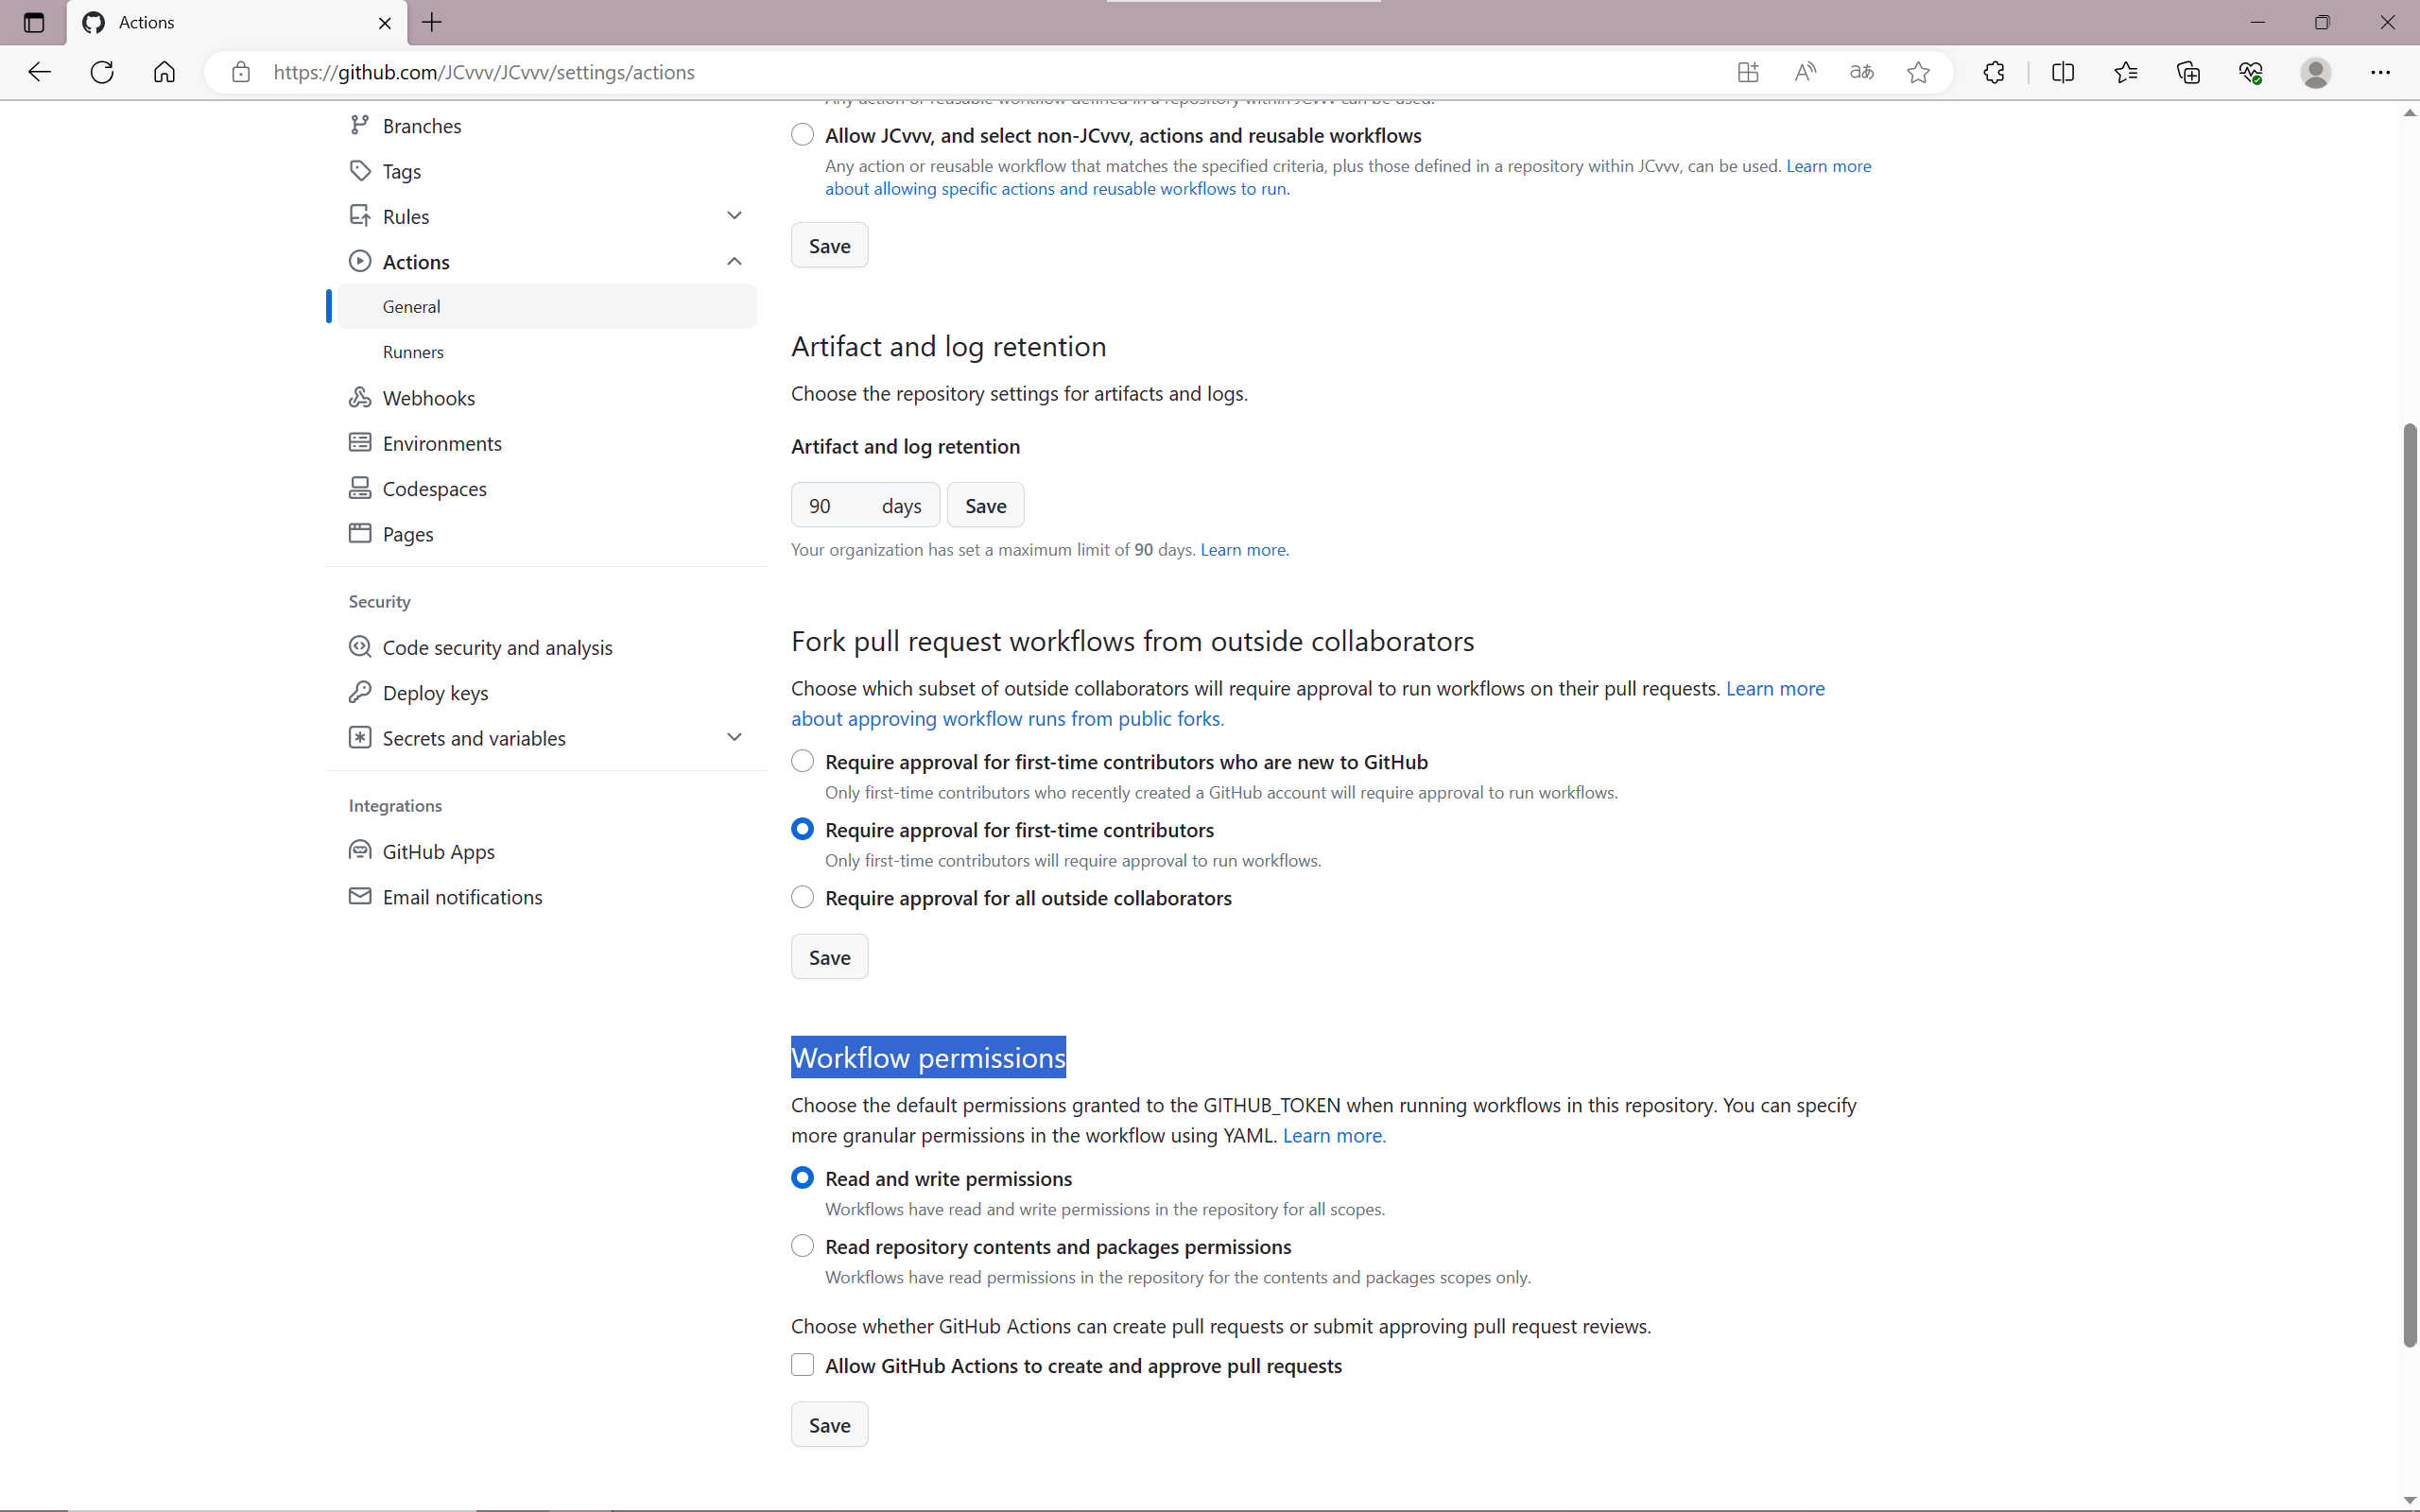 Actions
https://github.com/JCvvv/JCvvv/settings/actions
Branches
Tags
Rules
Actions
General
Runners
Webhooks
Environments
Codespaces
Pages
Security
Code security and analysis
Deploy keys
Secrets and variables
Integrations
GitHub Apps
Email notifications
Any action or reusable workflow defined in a repository within JCvvv can be used.
Allow JCvvv, and select non-JCvvv, actions and reusable workflows
Any action or reusable workflow that matches the specified criteria, plus those defined in a repository within JCvvv, can be used. Learn more
about allowing specific actions and reusable workflows to run.
Save
Artifact and log retention
Choose the repository settings for artifacts and logs.
Artifact and log retention
90 days Save
Your organization has set a maximum limit of 90 days. Learn more.
Fork pull request workflows from outside collaborators
Choose which subset of outside collaborators will require approval to run workflows on their pull requests. Learn more
about approving workflow runs from public forks.
Require approval for first-time contributors who are new to GitHub
Only first-time contributors who recently created a GitHub account will require approval to run workflows.
Require approval for first-time contributors
Only first-time contributors will require approval to run workflows.
Require approval for all outside collaborators
Save
Workflow permissions
Choose the default permissions granted to the GITHUB_TOKEN when running workflows in this repository. You can specify
more granular permissions in the workflow using YAML. Learn more.
Read and write permissions
Workflows have read and write permissions in the repository for all scopes.
Read repository contents and packages permissions
Workflows have read permissions in the repository for the contents and packages scopes only.
Choose whether GitHub Actions can create pull requests or submit approving pull request reviews.
Allow GitHub Actions to create and approve pull requests
Save